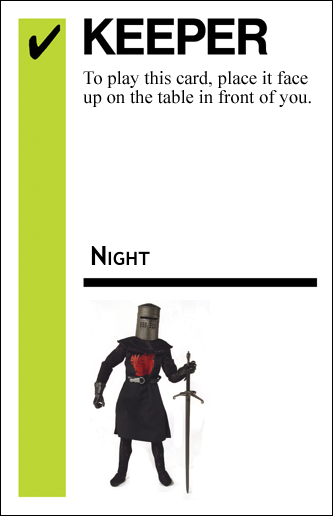 KEEPER
To play this card, place it face
up on the table in front of you.
Night